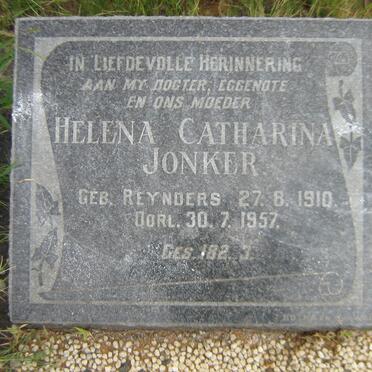 IN LIEFDEVOLLE HERINNERING
AAN MY DOGTER, EGGENOTE
EN ONS MOEDER
HELENA CATHARINA
JONKER
GEB. REYNDERS 27.8.1910
OORL. 30.7.1957.
GES. 182.3.